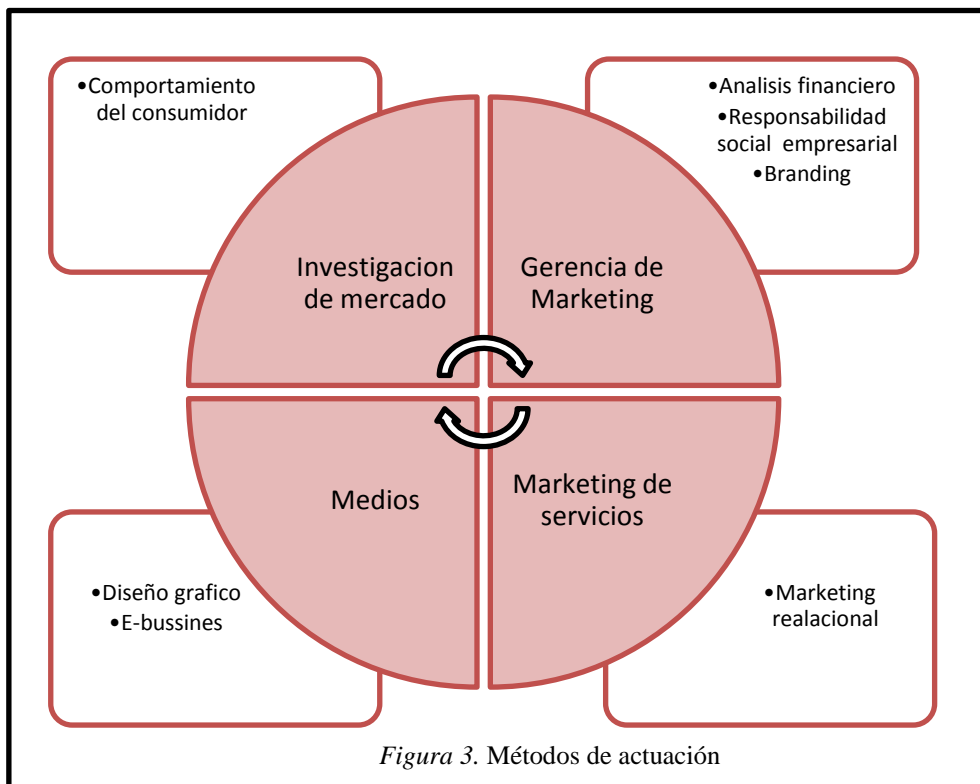 •Comportamiento
del consumidor
•Analisis financiero
•Responsabilidad
social empresarial
•Branding
Investigacion
de mercado
Gerencia de
Marketing
Medios
Marketing de
servicios
•Diseño grafico
•E-bussines
•Marketing
realacional
Figura 3. Métodos de actuación